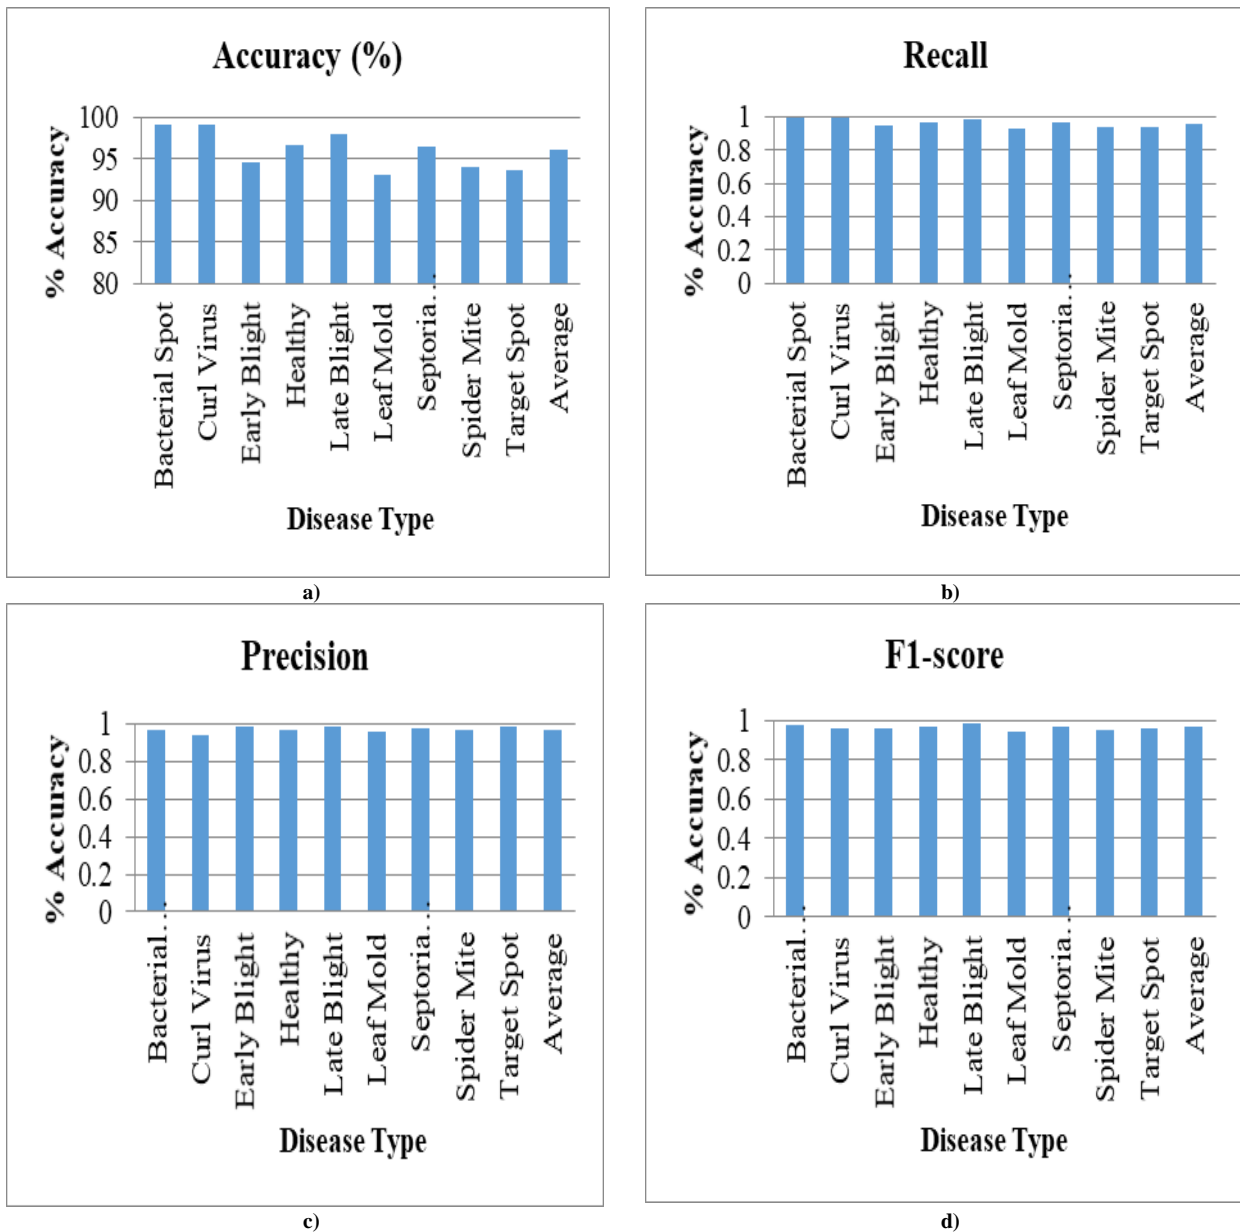 Accuracy (%)
% Accuracy
100
95
90
85
80
Bacterial Spot
Curl Virus
Early Blight
Healthy
Late Blight
Leaf Mold
Septoria...
Spider Mite
Target Spot
Average
Disease Type
a)
Recall
% Accuracy
1
0.8
0.6
0.4
0.2
0
Bacterial Spot
Curl Virus
Early Blight
Healthy
Late Blight
Leaf Mold
Septoria...
Spider Mite
Target Spot
Average
Disease Type
b)
Precision
% Accuracy
1
0.8
0.6
0.4
0.2
0
Bacterial...
Curl Virus
Early Blight
Healthy
Late Blight
Leaf Mold
Septoria...
Spider Mite
Target Spot
Average
Disease Type
c)
F1-score
% Accuracy
1
0.8
0.6
0.4
0.2
0
Bacterial...
Curl Virus
Early Blight
Healthy
Late Blight
Leaf Mold
Septoria...
Spider Mite
Target Spot
Average
Disease Type
d)